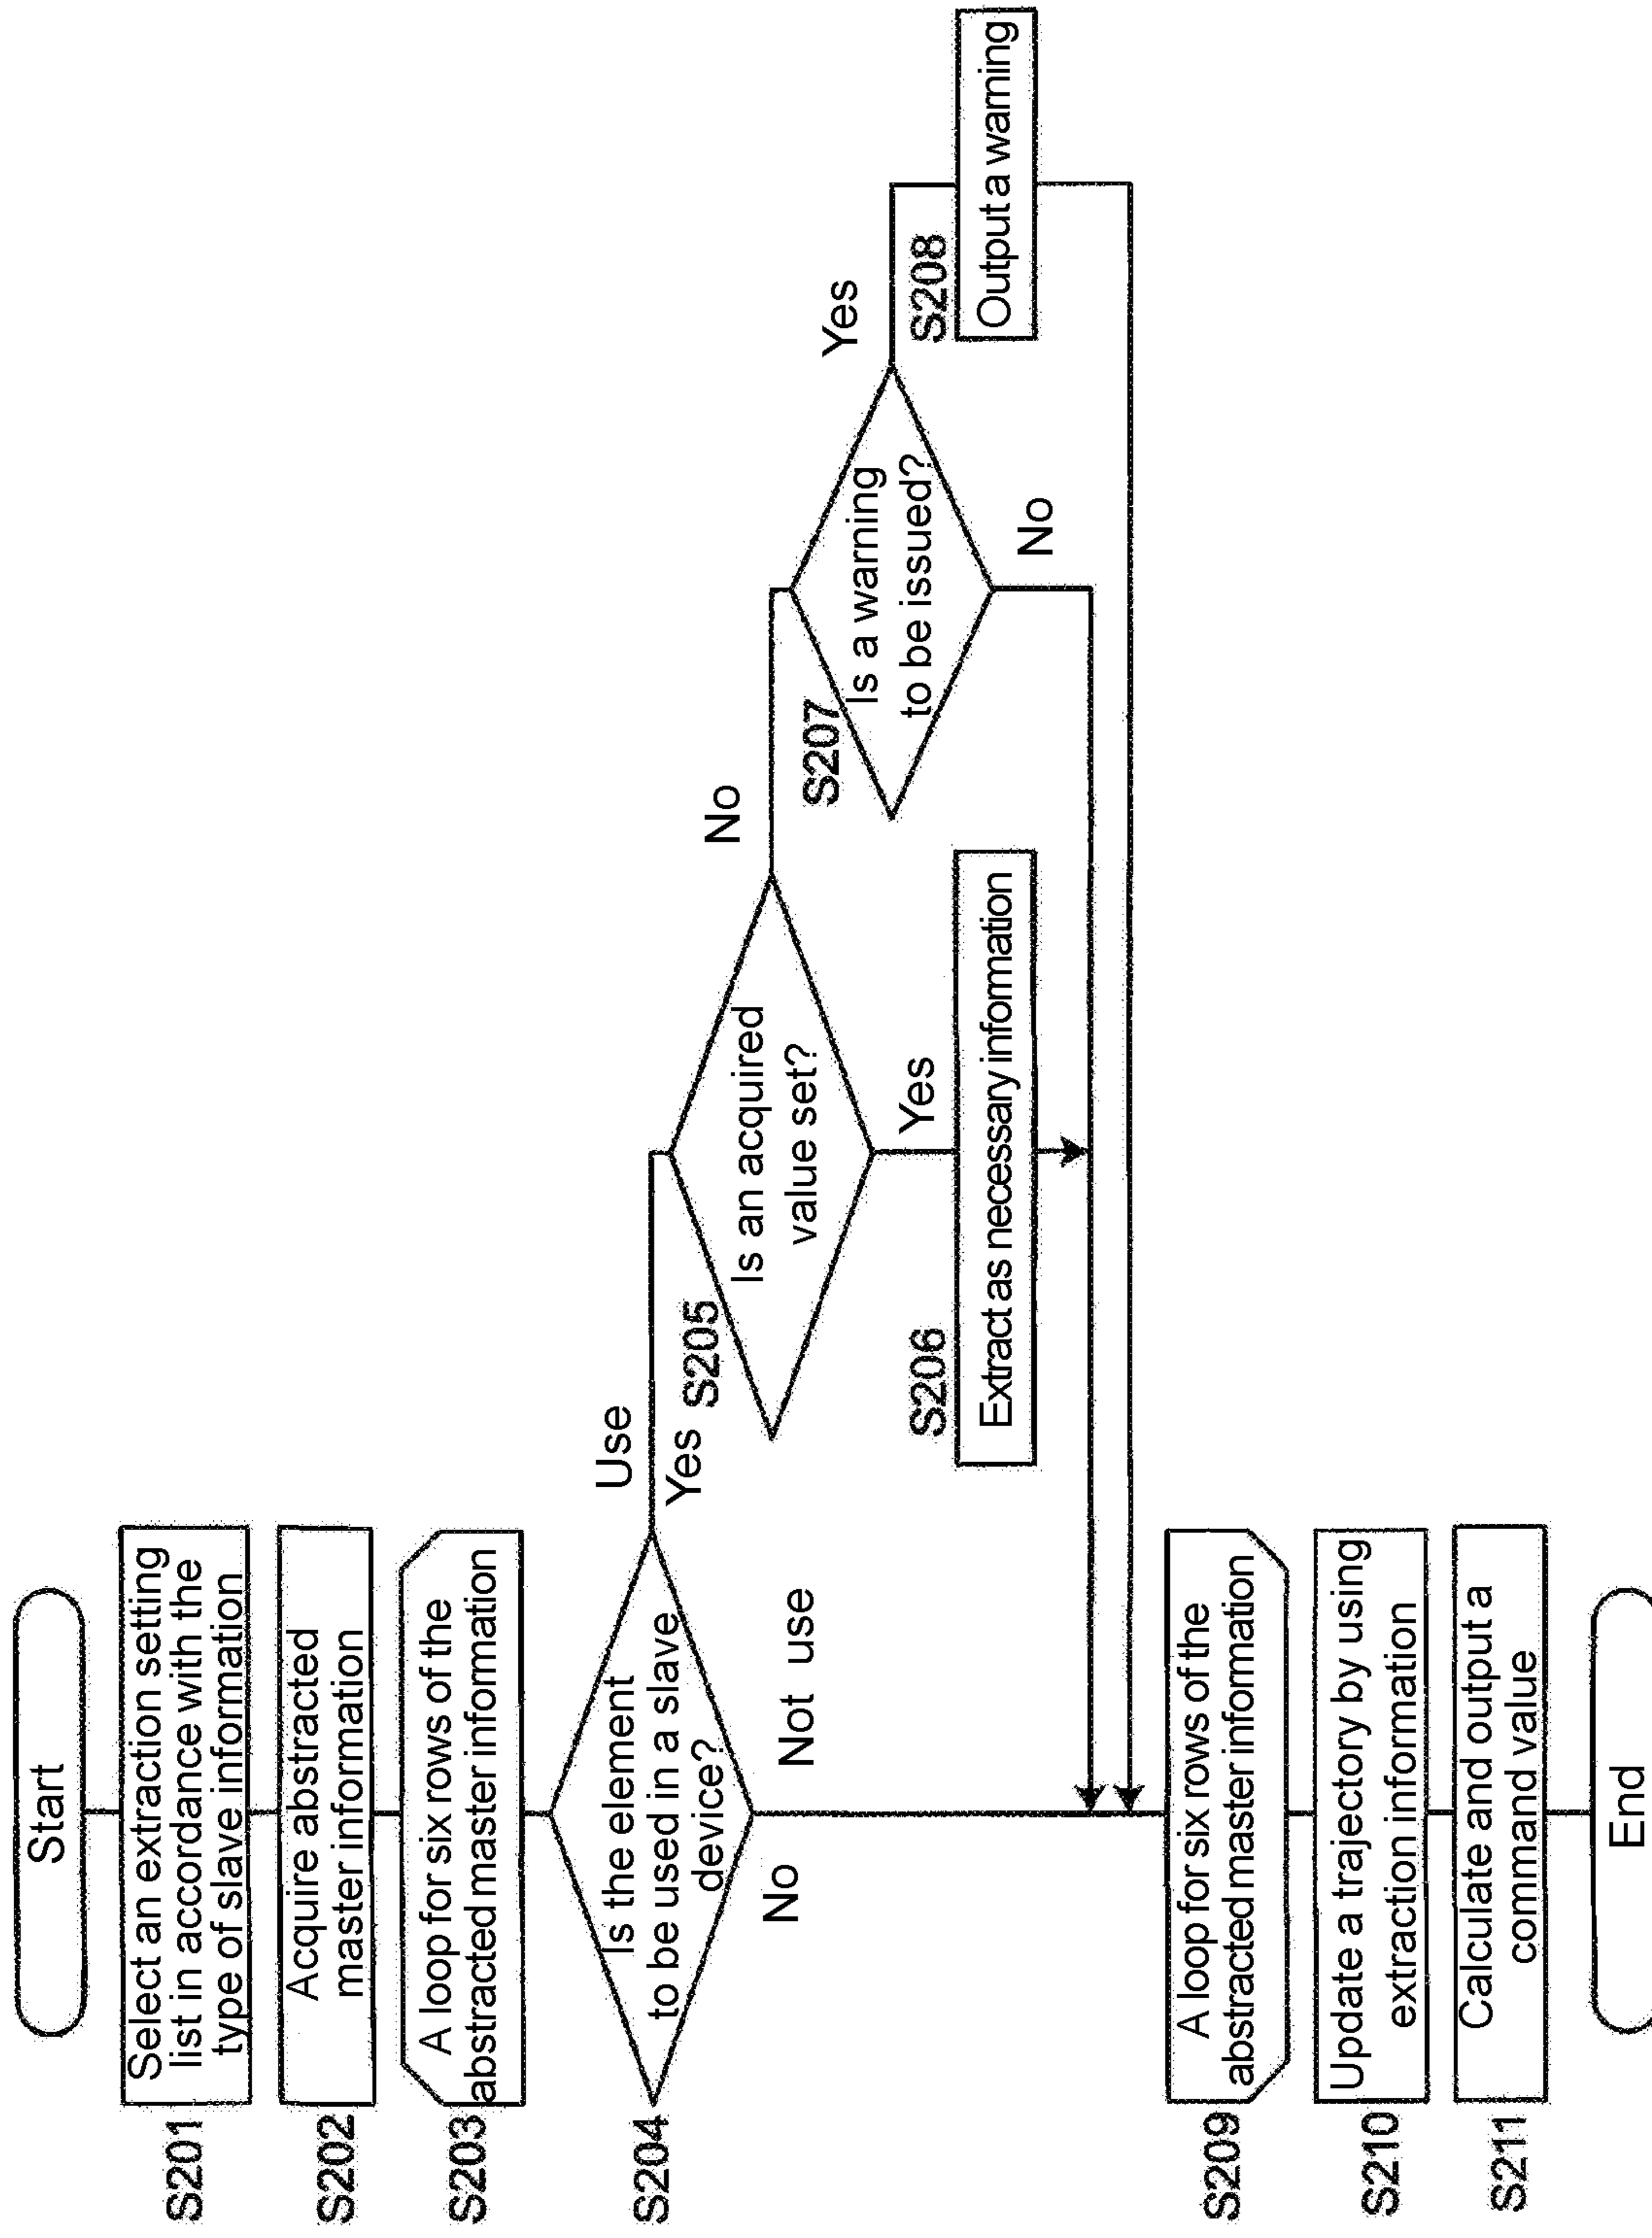 Start
S201
Select an extraction setting
list in accordance with the
type of slave information
S202
Acquire abstracted
master information
S203
A loop for six rows of the
abstracted master information
S204
Is the element
to be used in a slave
device?
Use
Yes
No
Not use
S205
Is an acquired
value set?
No
Yes
S206
Extract as necessary information
S207
Is a warning
to be issued?
Yes
No
S208
Output a warning
S209
A loop for six rows of the
abstracted master information
S210
Update a trajectory by using
extraction information
S211
Calculate and output a
command value
End